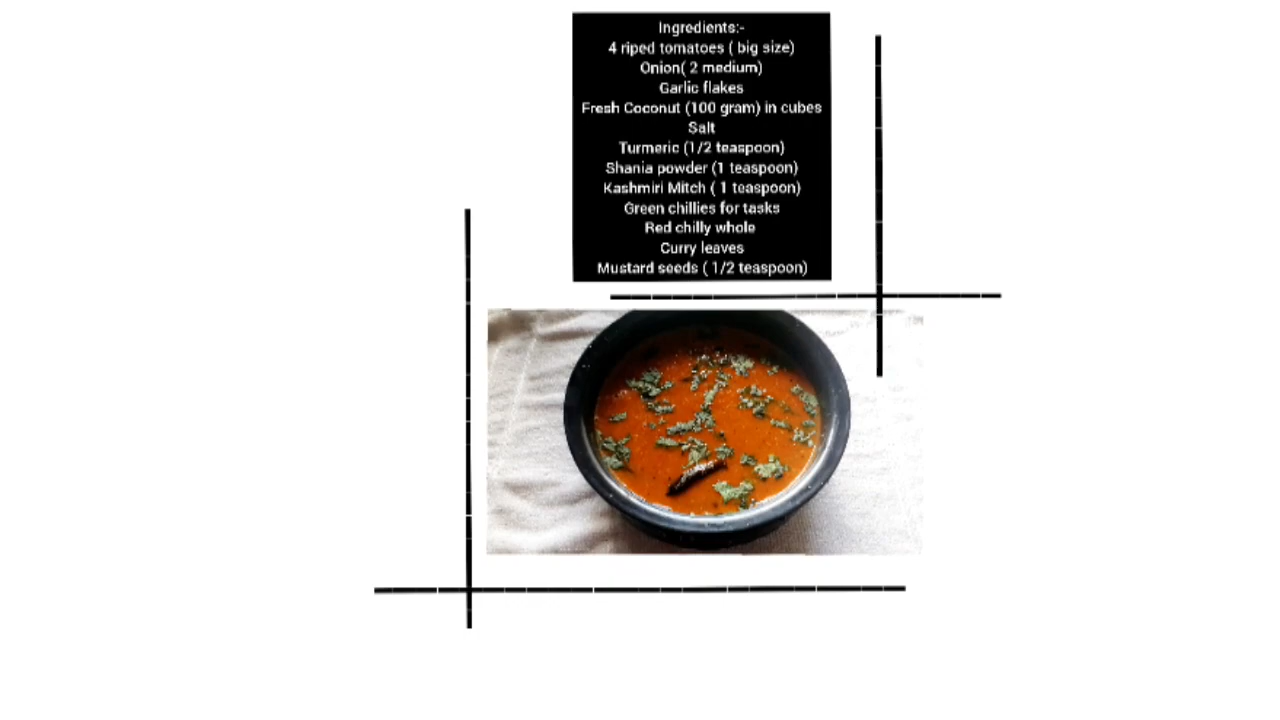 Ingredients:-
4 riped tomatoes ( big size)
Onion( 2 medium)
Garlic flakes
Fresh Coconut (100 gram) in cubes
Salt
Turmeric (1/2 teaspoon)
Shania powder (1 teaspoon)
Kashmiri Mitch ( 1 teaspoon)
Green chillies for tasks
Red chilly whole
Curry leaves
Mustard seeds ( 1/2 teaspoon)